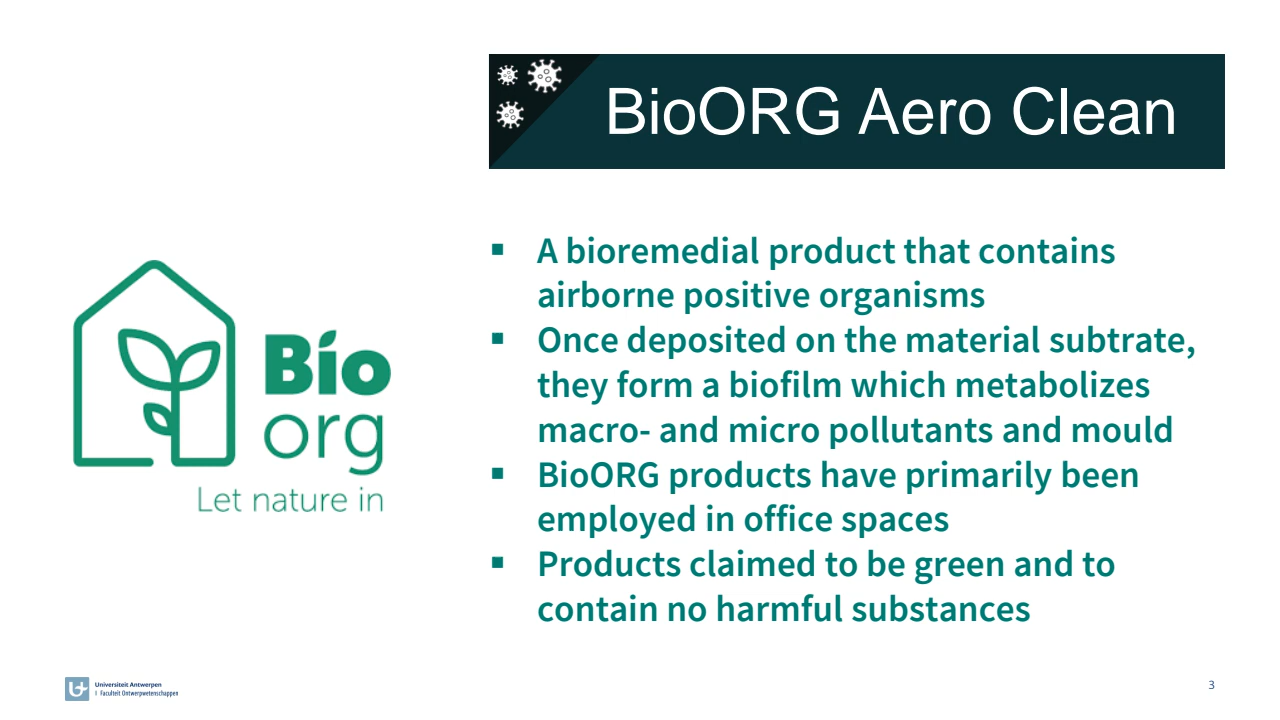 BioORG Aero Clean
▪ A bioremedial product that contains
airborne positive organisms
▪ Once deposited on the material subtrate,
they form a biofilm which metabolizes
macro- and micro pollutants and mould
▪ BioORG products have primarily been
employed in office spaces
▪ Products claimed to be green and to
contain no harmful substances
Bio
org
Let nature in
Universiteit Antwerpen
I Faculteit Ontwerpwetenschappen
3